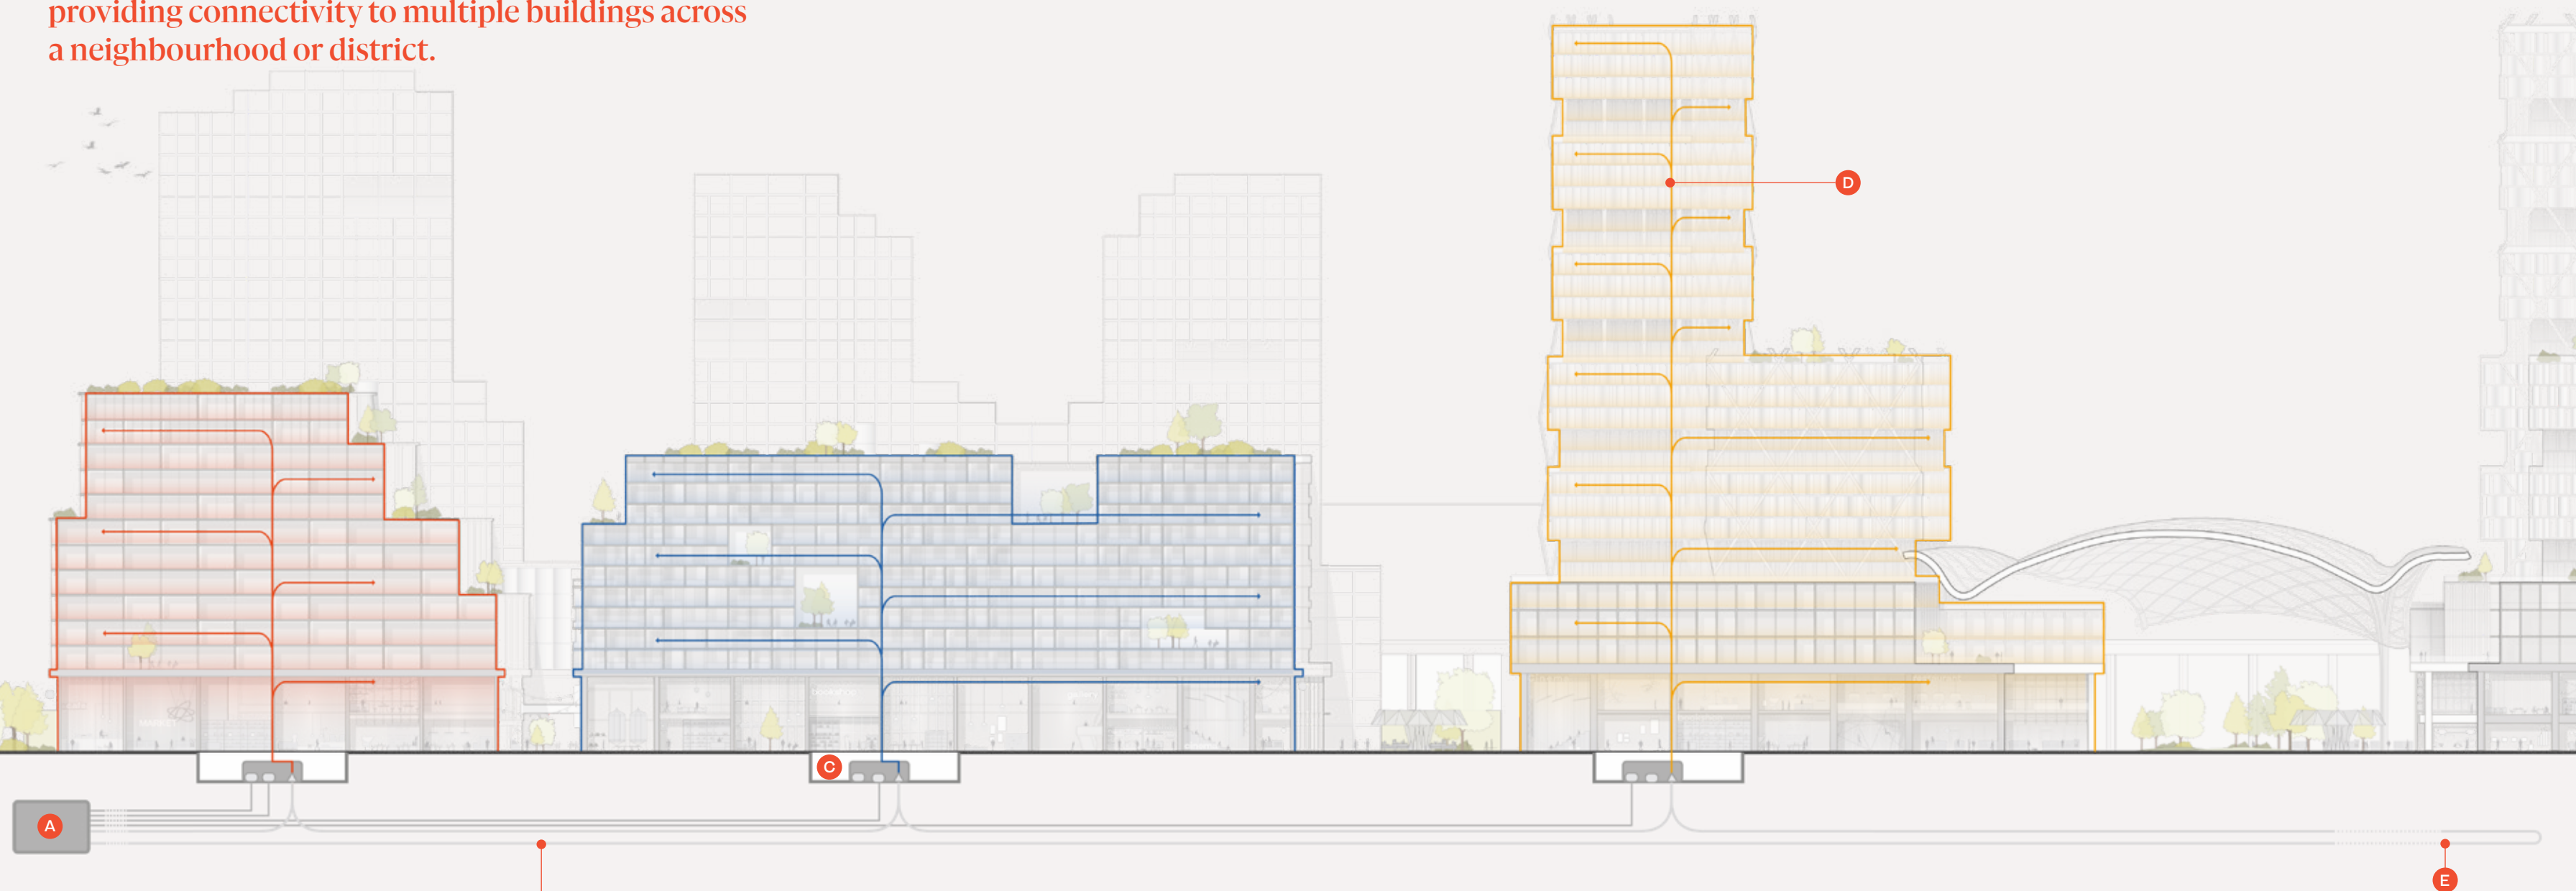 providing connectivity to multiple buildings across
a neighbourhood or district.
D
C
A
E